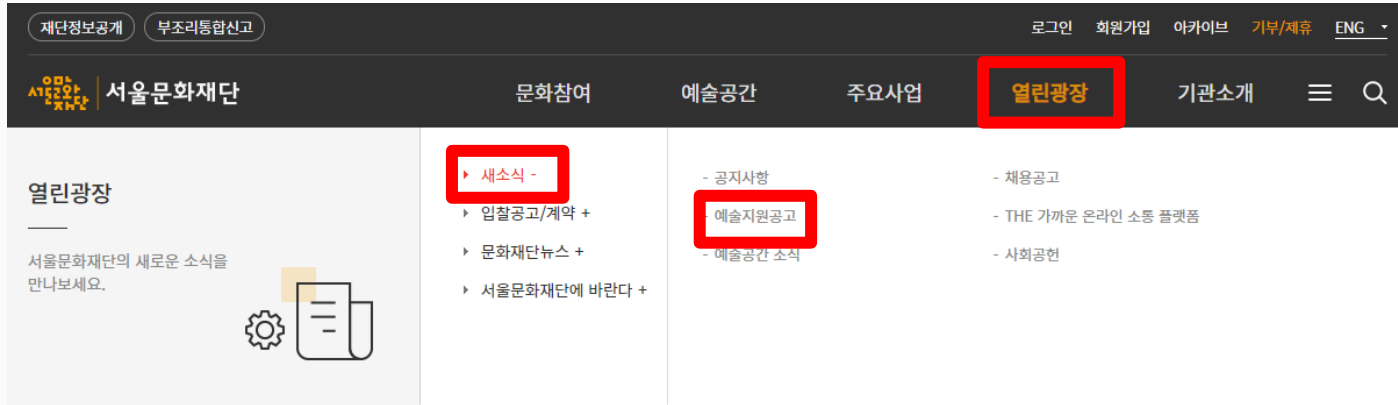 재단정보공개 부조리통합신고 로그인 회원가입 아카이브 기부/제휴 ENG
서울문화재단 서울문화재단 문화참여 예술공간 주요사업 열린광장 기관소개
열린광장
서울문화재단의 새로운 소식을
만나보세요.
새소식 -
입찰공고/계약 +
문화재단뉴스 +
서울문화재단에 바란다 +
- 공지사항
- 예술지원공고
- 예술공간 소식
- 채용공고
- THE 가까운 온라인 소통 플랫폼
- 사회공헌